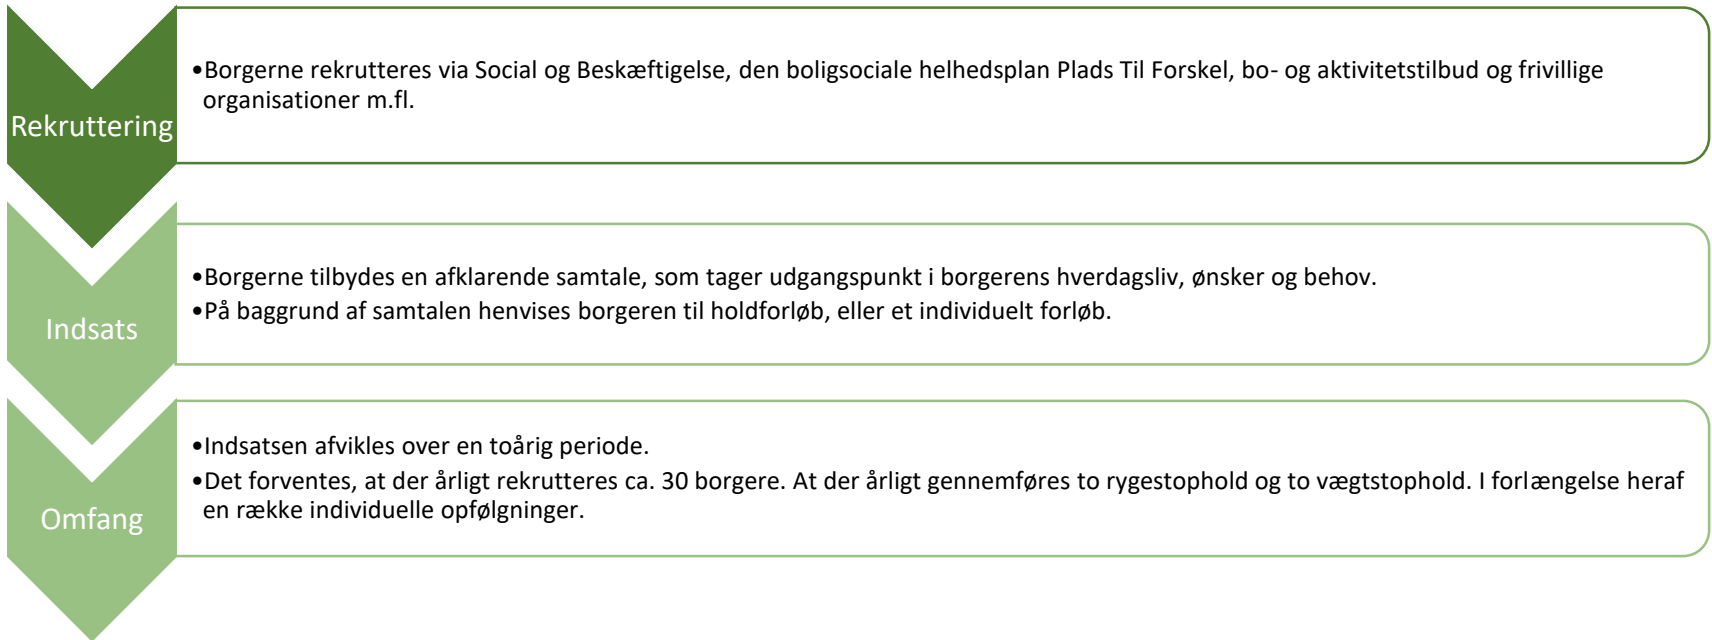 Rekruttering
•Borgerne rekrutteres via Social og Beskæftigelse, den boligsociale helhedsplan Plads Til Forskel, bo- og aktivitetstilbud og frivillige
organisationer m.fl.
Indsats
•Borgerne tilbydes en afklarende samtale, som tager udgangspunkt i borgerens hverdagsliv, ønsker og behov.
•På baggrund af samtalen henvises borgeren til holdforløb, eller et individuelt forløb.
Omfang
•Indsatsen afvikles over en toårig periode.
•Det forventes, at der årligt rekrutteres ca. 30 borgere. At der årligt gennemføres to rygestophold og to vægtstophold. I forlængelse heraf
en række individuelle opfølgninger.